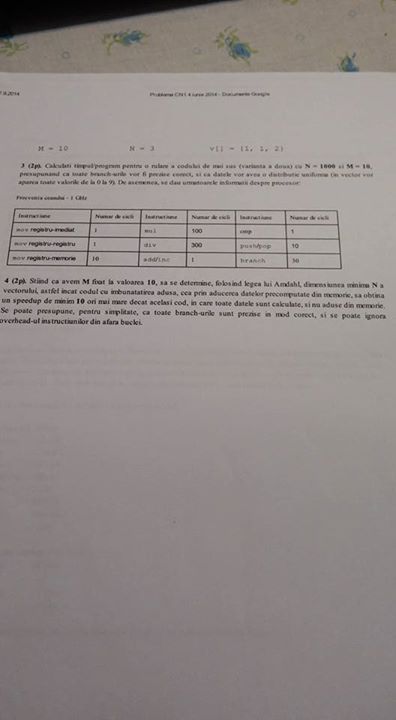 7.9.2014 Problema CN1 4 iunie 2014 - Documente Google
M = 10 N = 3 v[] = {1, 1, 2}
3 (2p). Calculati timpul/program pentru o rulare a codului de mai sus (varianta a doua) cu N = 1000 si M = 10,
presupunand ca toate branch-urile vor fi prezise corect, si ca datele vor avea o distributie uniforma (in vector vor
aparea toate valorile de la 0 la 9). De asemenea, se dau urmatoarele informatii despre procesor:
Frecventa ceasului - 1 GHz
Instructiune Numar de cicli Instructiune Numar de cicli Instructiune Numar de cicli
mov registru-imediat 1 mul 100 cmp 1
mov registru-registru 1 div 300 push/pop 10
mov registru-memorie 10 add/inc 1 branch 30
4 (2p). Stiind ca avem M fixat la valoarea 10, sa se determine, folosind legea lui Amdahl, dimensiunea minima N a
vectorului, astfel incat codul cu imbunatatirea adusa, cea prin aducerea datelor precomputate din memorie, sa obtina
un speedup de minim 10 ori mai mare decat acelasi cod, in care toate datele sunt calculate, si nu aduse din memorie.
Se poate presupune, pentru simplitate, ca toate branch-urile sunt prezise in mod corect, si se poate ignora
overhead-ul instructiunilor din afara buclei.